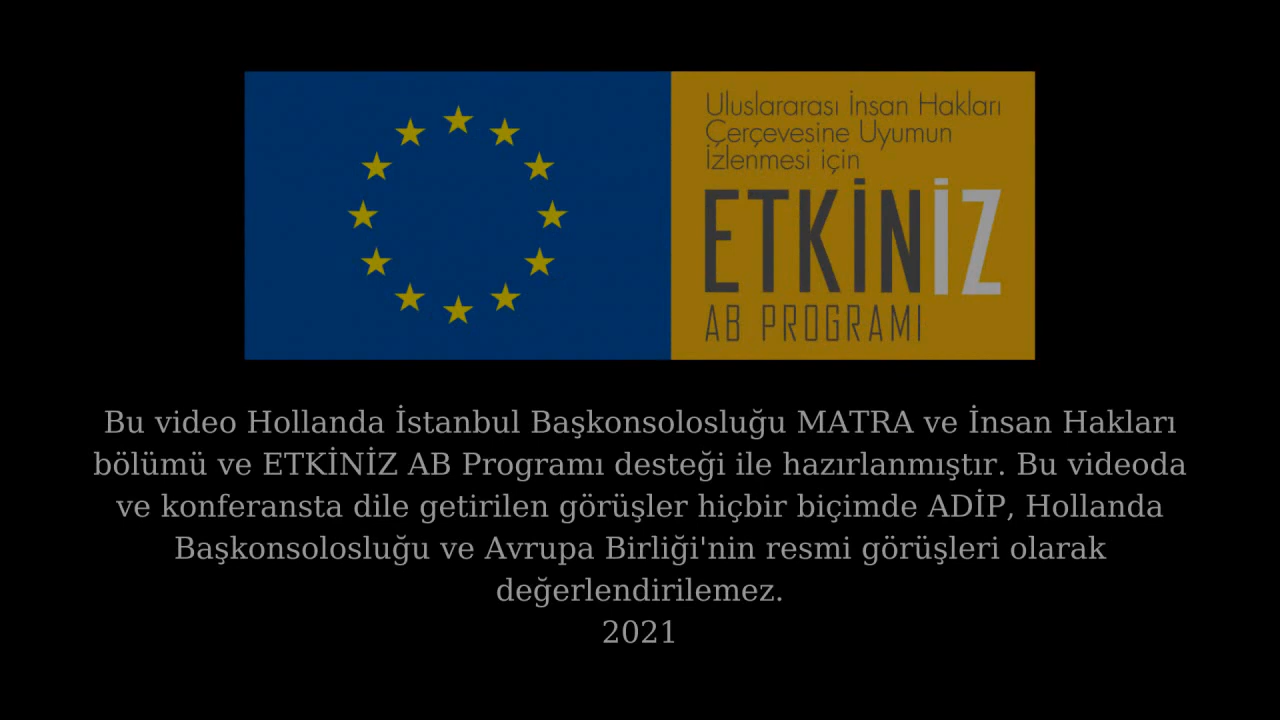 Uluslararası İnsan Hakları
Çerçevesine Uyumun
İzlenmesi için
ETKİNİZ
AB PROGRAMI
Bu video Hollanda İstanbul Başkonsolosluğu MATRA ve İnsan Hakları
bölümü ve ETKİNİZ AB Programı desteği ile hazırlanmıştır. Bu videoda
ve konferansta dile getirilen görüşler hiçbir biçimde ADİP, Hollanda
Başkonsolosluğu ve Avrupa Birliği'nin resmi görüşleri olarak
değerlendirilemez.
2021